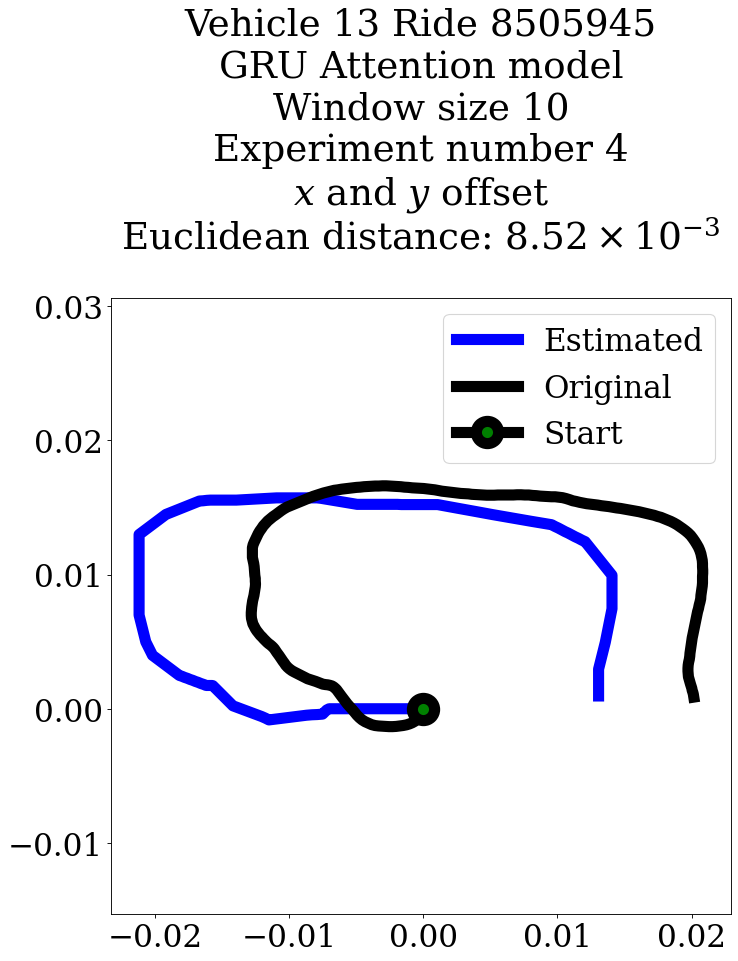 Vehicle 13 Ride 8505945
GRU Attention model
Window size 10
Experiment number 4
x and y offset
Euclidean distance: 8.52 × 10⁻³
0.03
Estimated
Original
Start
0.02
0.01
0.00
−0.01
−0.02 −0.01 0.00 0.01 0.02